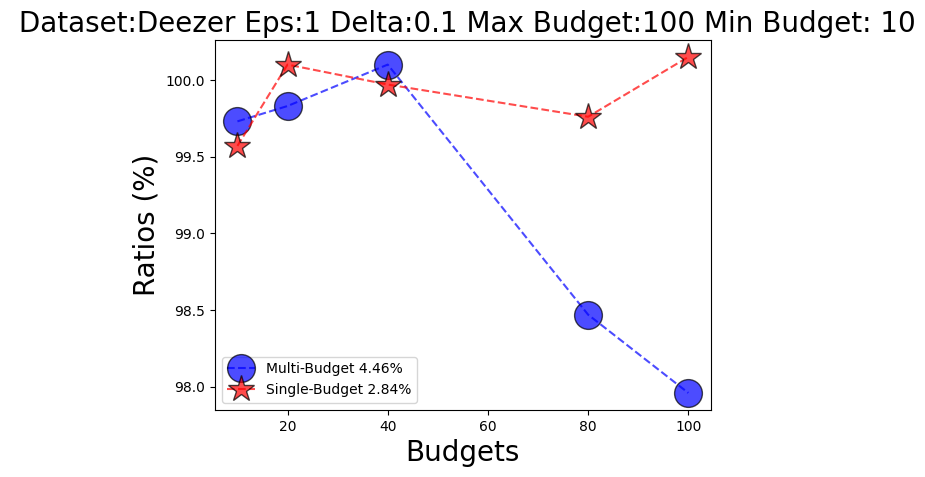 Dataset:Deezer Eps:1 Delta:0.1 Max Budget:100 Min Budget: 10
Ratios (%)
100.0
99.5
99.0
98.5
98.0
Multi-Budget 4.46%
Single-Budget 2.84%
20 40 60 80 100
Budgets